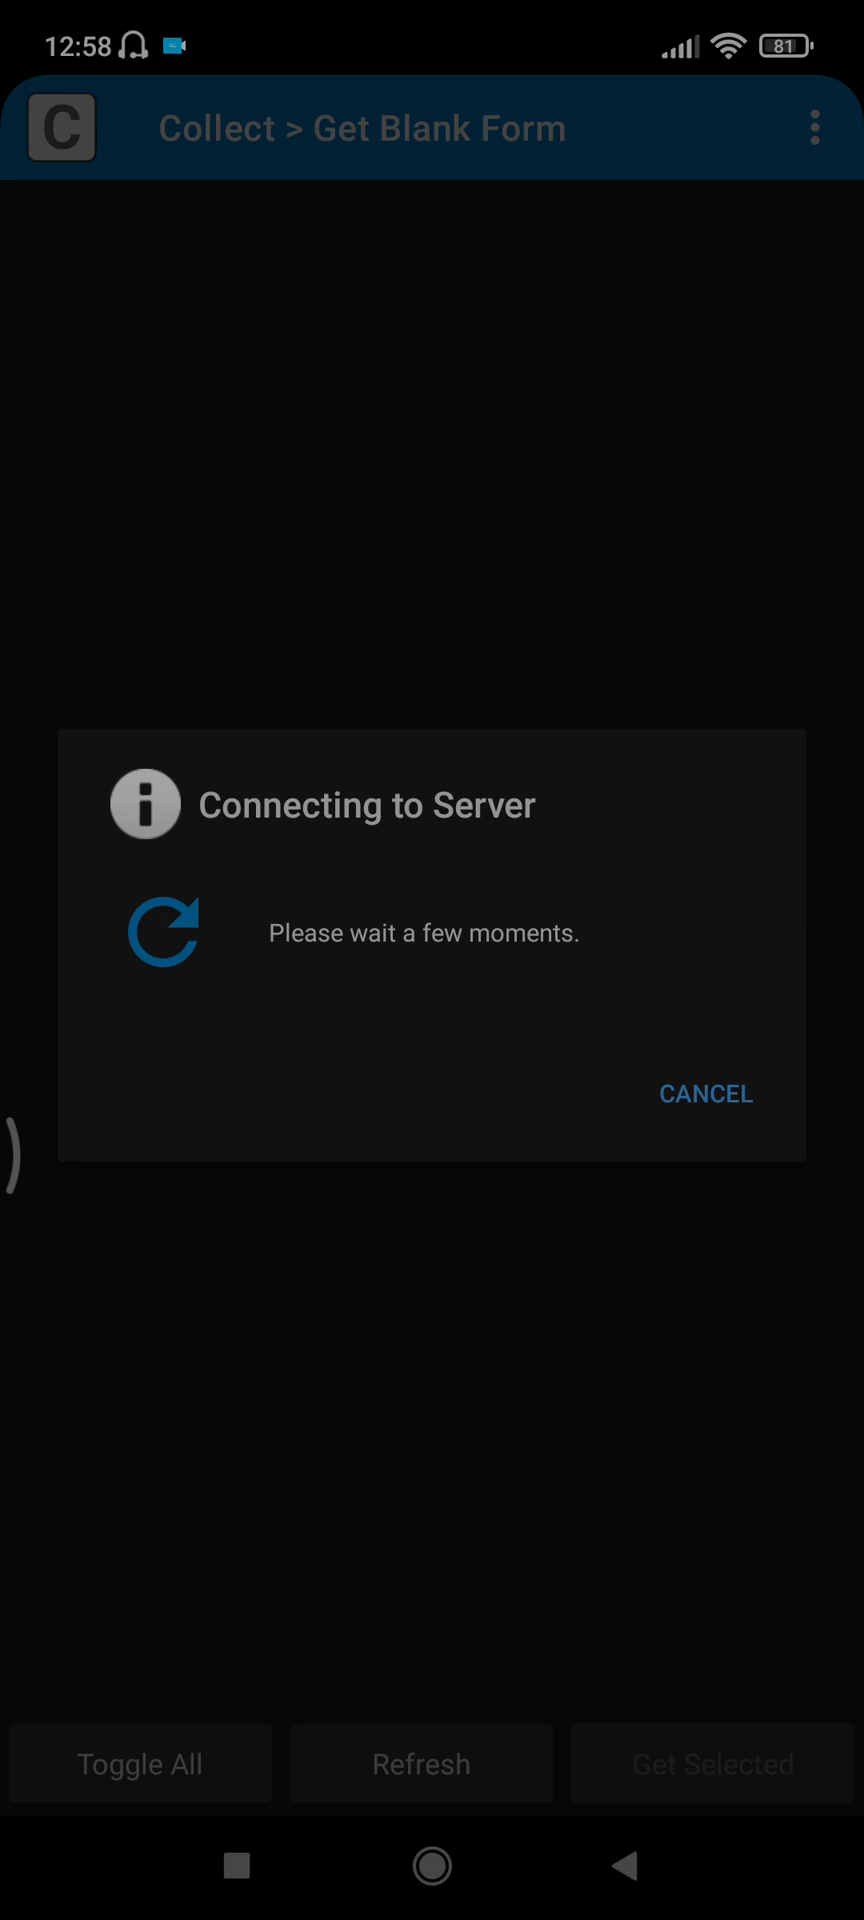 12:58
81
C
Collect > Get Blank Form
Connecting to Server
Please wait a few moments.
CANCEL
Toggle All
Refresh
Get Selected